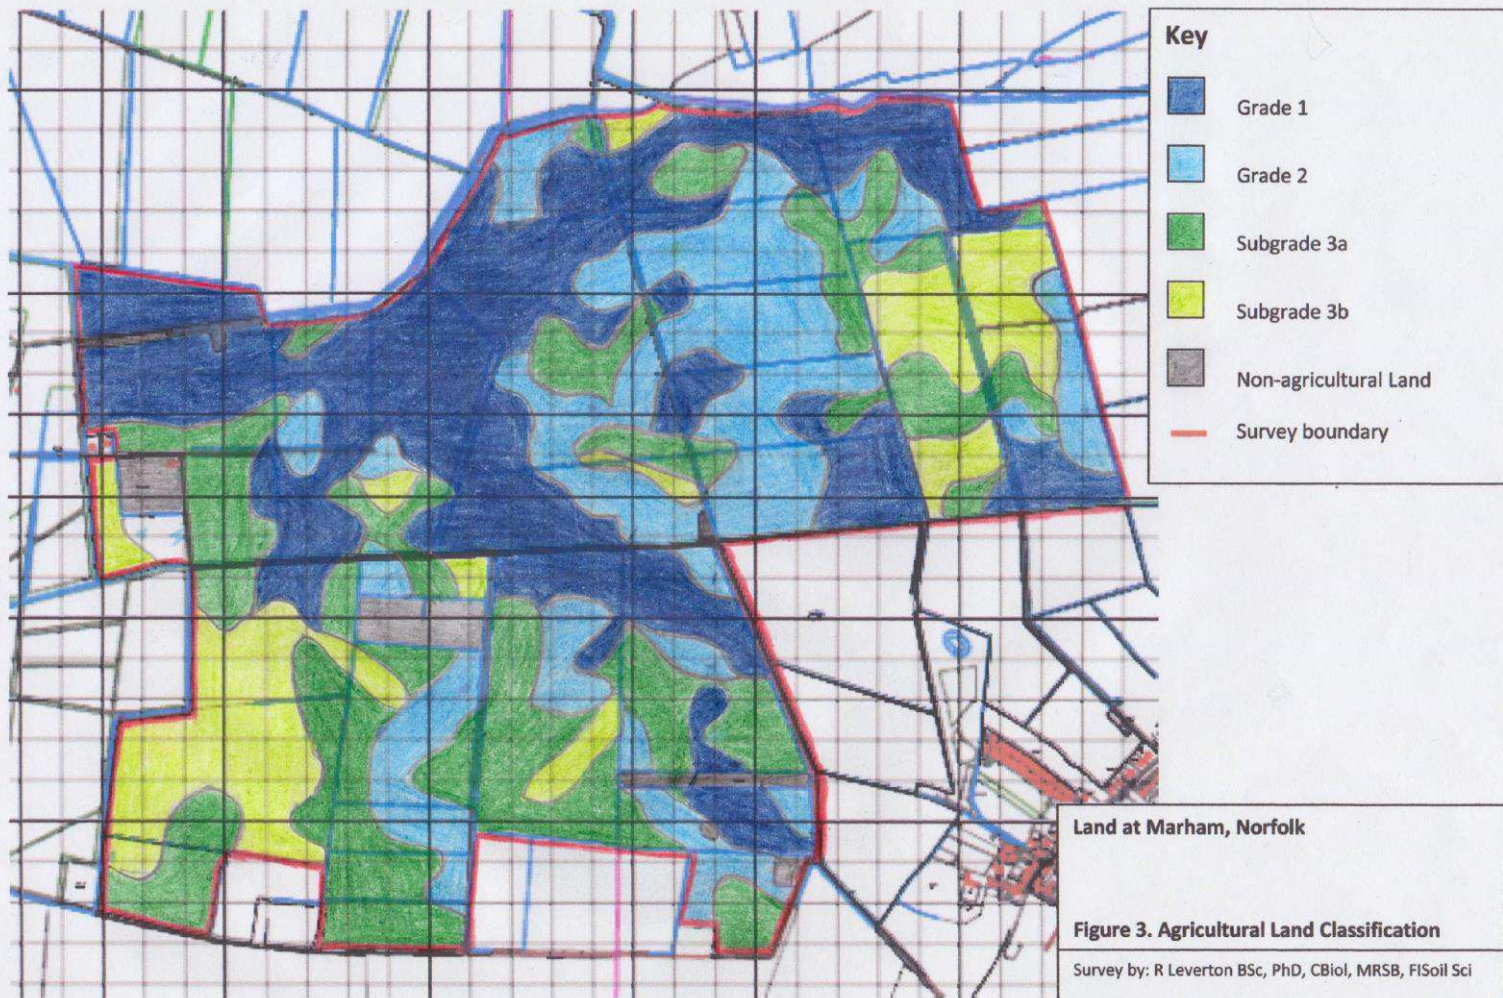 Key
Grade 1
Grade 2
Subgrade 3a
Subgrade 3b
Non-agricultural Land
Survey boundary
Land at Marham, Norfolk
Figure 3. Agricultural Land Classification
Survey by: R Leverton BSc, PhD, CBiol, MRSB, FISoil Sci